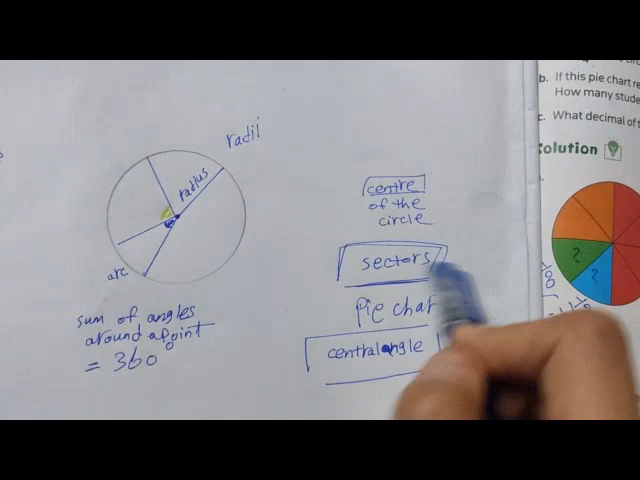 radii
radius
arc
sum of angles
around a point
= 360°
centre
of the
circle
sectors
Pie char
central angle
b. If this pie chart re
How many stude
c. What decimal of t
Solution
?
?